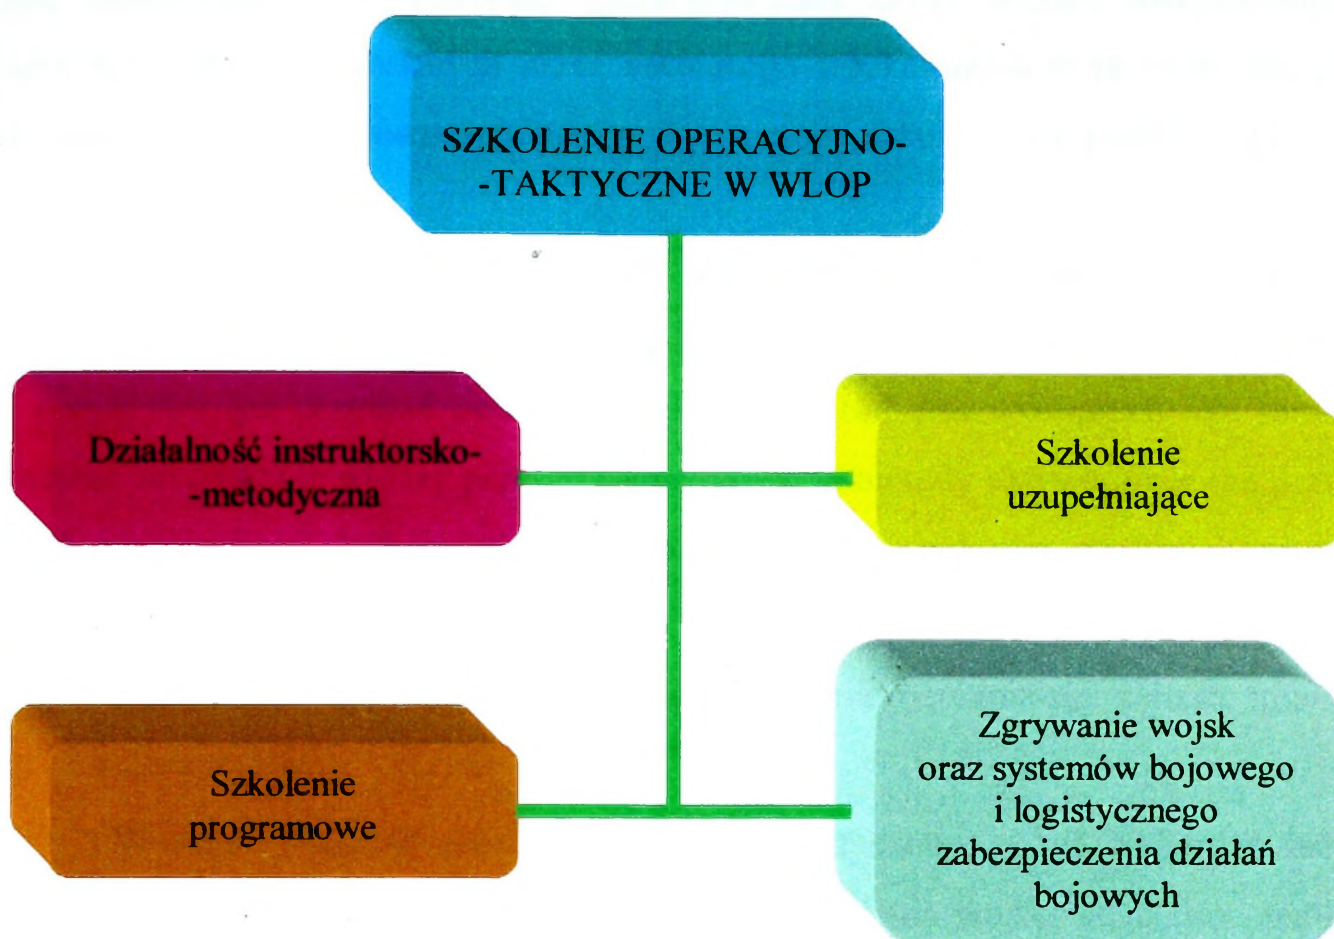 SZKOLENIE OPERACYJNO-
-TAKTYCZNE W WLOP
Działalność instruktorsko-
-metodyczna
Szkolenie
uzupełniające
Szkolenie
programowe
Zgrywanie wojsk
oraz systemów bojowego
i logistycznego
zabezpieczenia działań
bojowych